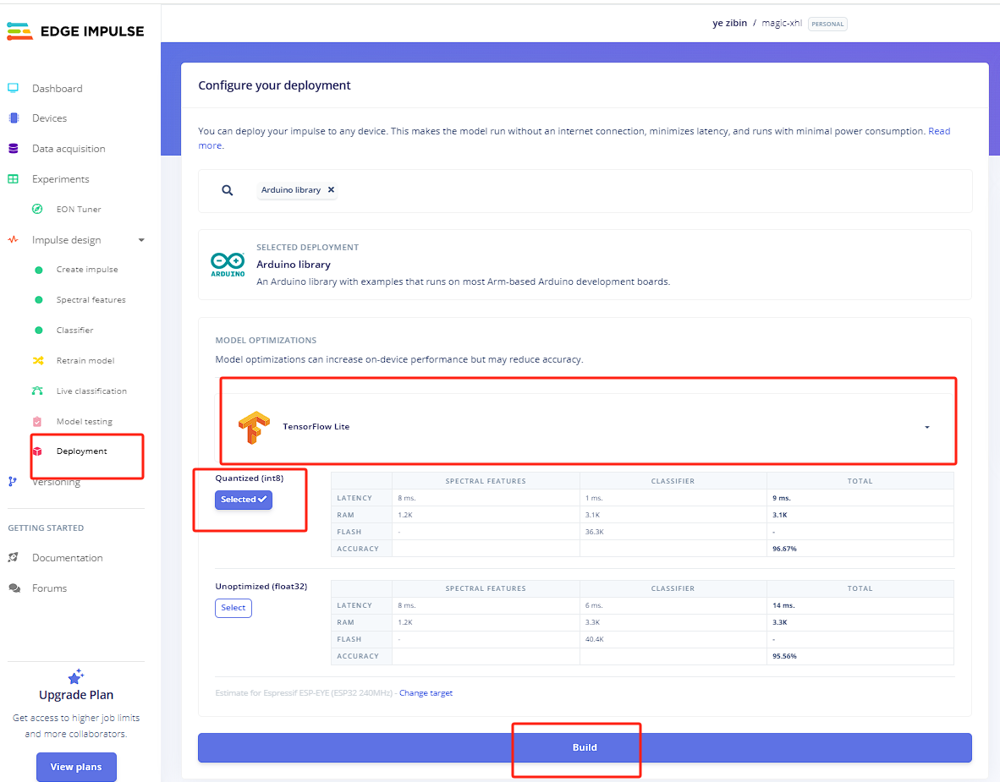 EDGE IMPULSE
ye zibin / magic-xhl PERSONAL
Dashboard
Devices
Data acquisition
Experiments
EON Tuner
Impulse design
Create impulse
Spectral features
Classifier
Retrain model
Live classification
Model testing
Deployment
Versioning
GETTING STARTED
Documentation
Forums
Upgrade Plan
Get access to higher job limits
and more collaborators.
View plans
Configure your deployment
You can deploy your impulse to any device. This makes the model run without an internet connection, minimizes latency, and runs with minimal power consumption. Read
more.
Arduino library ×
ARDUINO
SELECTED DEPLOYMENT
Arduino library
An Arduino library with examples that runs on most Arm-based Arduino development boards.
MODEL OPTIMIZATIONS
Model optimizations can increase on-device performance but may reduce accuracy.
TensorFlow Lite
Quantized (int8)
Selected ✓
SPECTRAL FEATURES CLASSIFIER TOTAL
LATENCY 8 ms. 1 ms. 9 ms.
RAM 1.2K 3.1K 3.1K
FLASH - 36.3K -
ACCURACY 96.67%
Unoptimized (float32)
Select
SPECTRAL FEATURES CLASSIFIER TOTAL
LATENCY 8 ms. 6 ms. 14 ms.
RAM 1.2K 3.3K 3.3K
FLASH - 40.4K -
ACCURACY 95.56%
Estimate for Espressif ESP-EYE (ESP32 240MHz) - Change target
Build